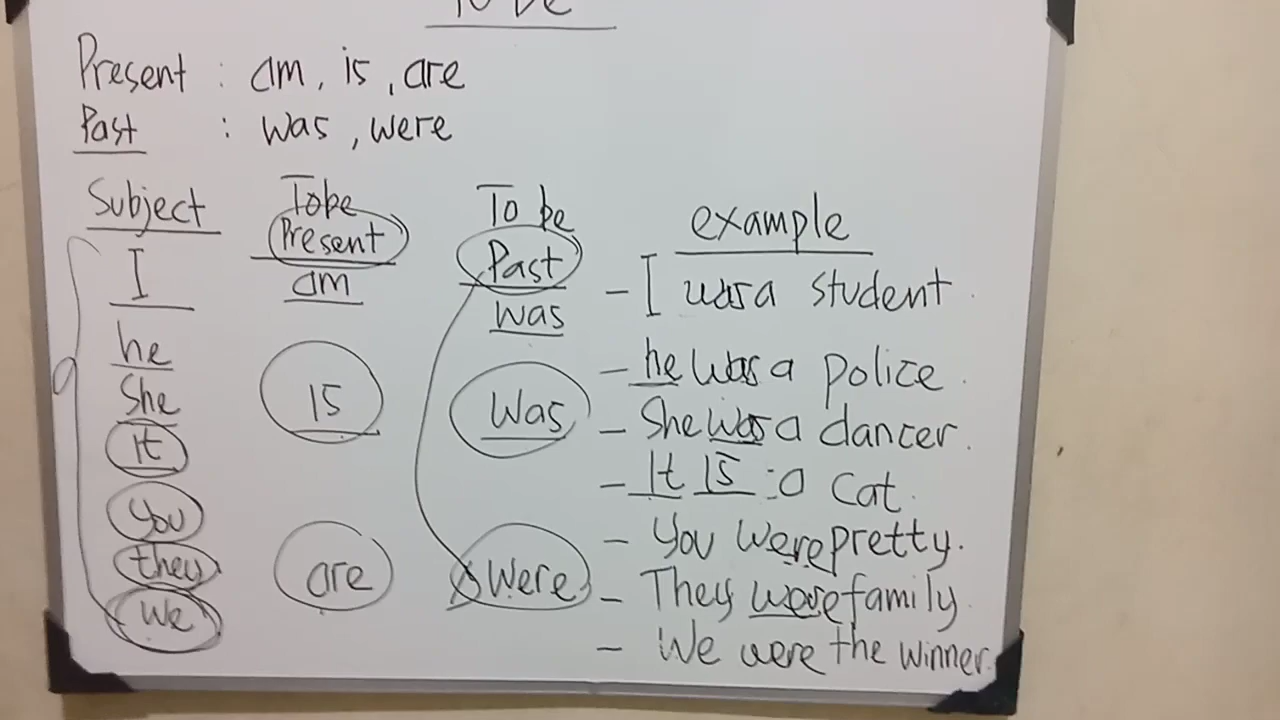 To be
Present : am, is, are
Past : was, were
Subject
To be Present
To be Past
example
I
am
was
- I was a student.
he
- he was a police.
She
is
was
- She was a dancer.
it
- It is a cat.
you
- You were pretty.
they
are
were
- They were family.
we
- We were the winner.